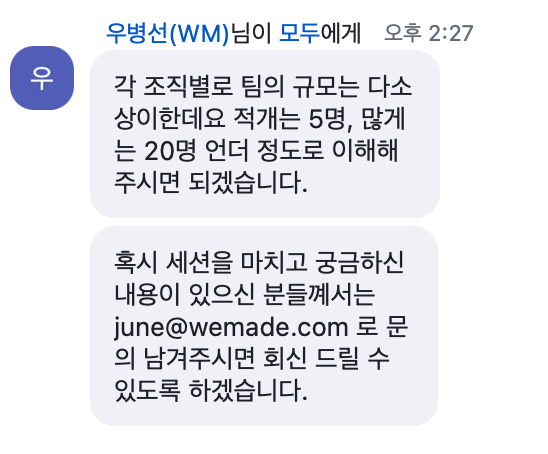 우병선(WM)님이 모두에게 오후 2:27
우
각 조직별로 팀의 규모는 다소
상이한데요 적개는 5명, 많게
는 20명 언더 정도로 이해해
주시면 되겠습니다.
혹시 세션을 마치고 궁금하신
내용이 있으신 분들꼐서는
june@wemade.com 로 문
의 남겨주시면 회신 드릴 수
있도록 하겠습니다.